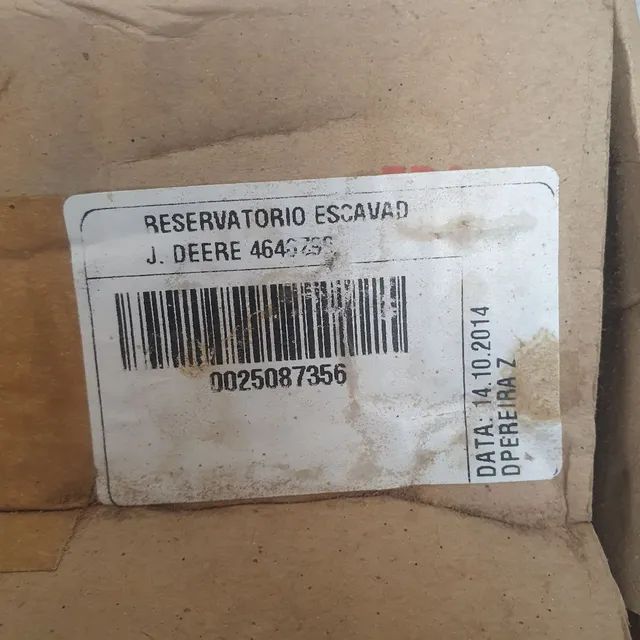 RESERVATORIO ESCAVAD
J. DEERE
0025087356
DATA. 14.10.2014
DPEREIRA Z